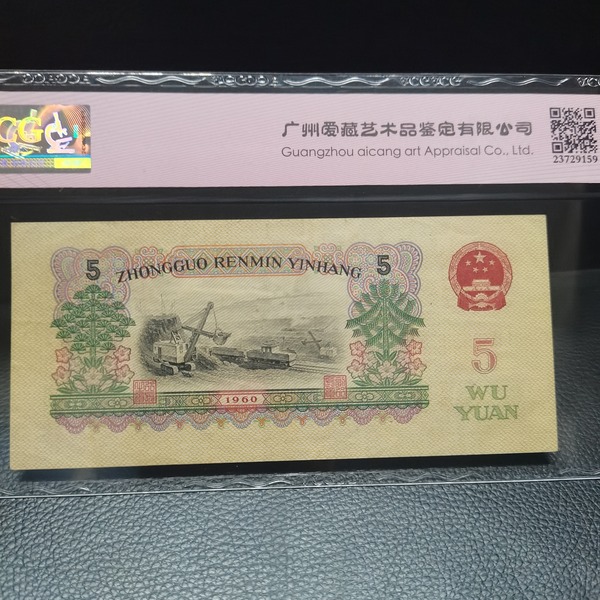 广州爱藏艺术品鉴定有限公司
Guangzhou aicang art Appraisal Co., Ltd.
23729159
5 ZHONGGUO RENMIN YINHANG 5
5
WU
YUAN
1960